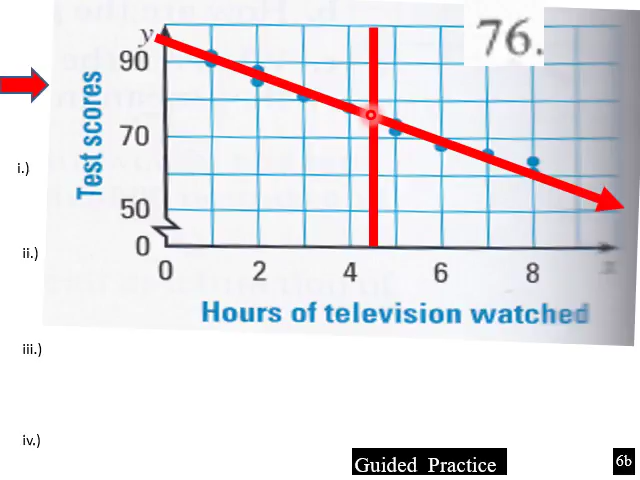 76.
y
90
Test scores
70
i.)
50
0
ii.)
0 2 4 6 8 x
Hours of television watched
iii.)
iv.)
Guided Practice
6b